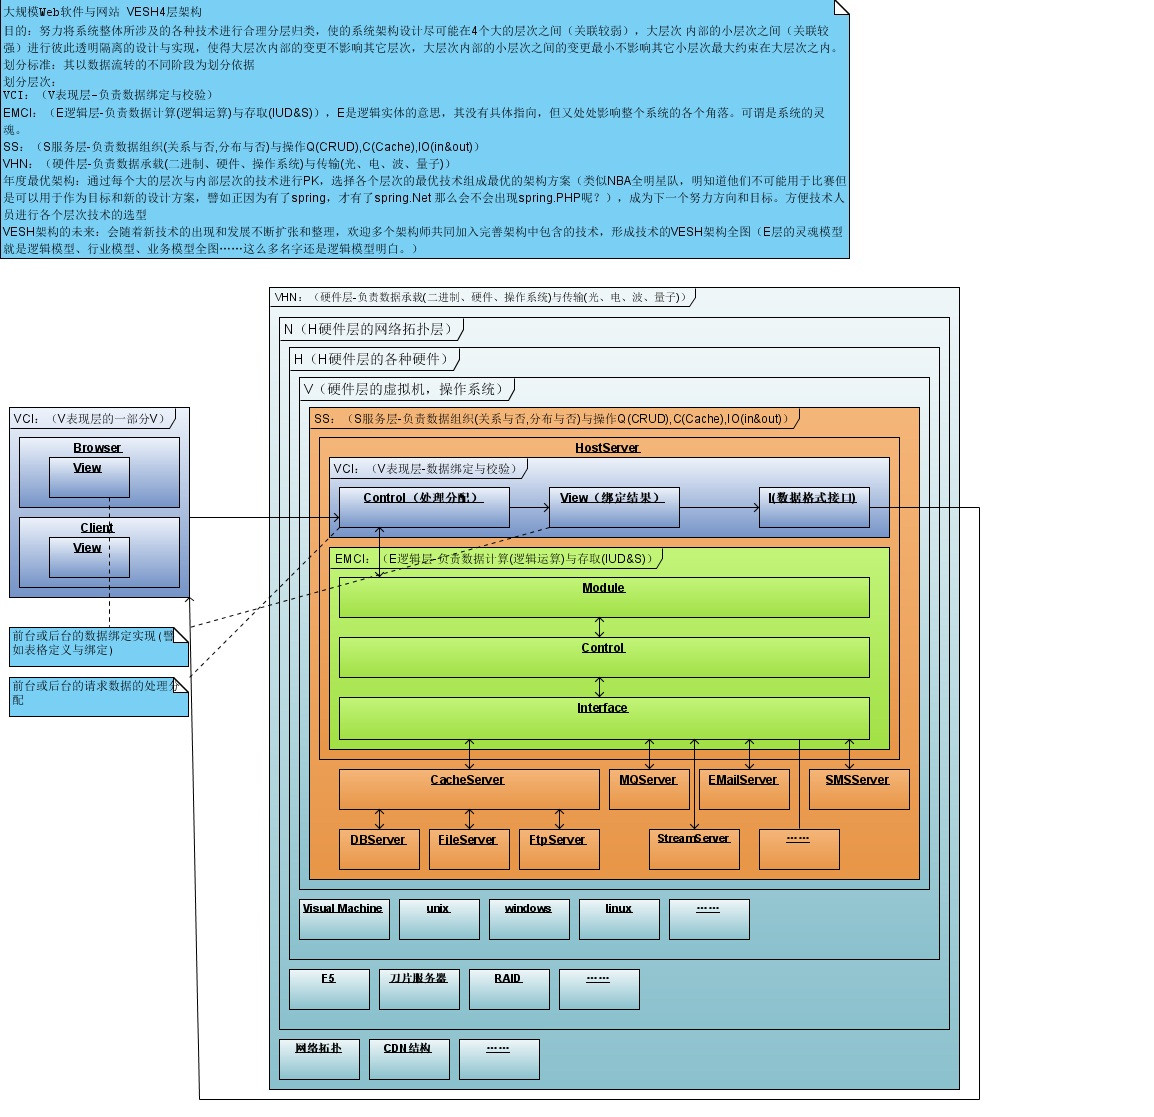 大规模Web软件与网站 VESH4层架构
目的：努力将系统整体所涉及的各种技术进行合理分层归类，使的系统架构设计尽可能在4个大的层次之间（关联较弱），大层次 内部的小层次之间（关联较
强）进行彼此透明隔离的设计与实现，使得大层次内部的变更不影响其它层次，大层次内部的小层次之间的变更最小不影响其它小层次最大约束在大层次之内。
划分标准：其以数据流转的不同阶段为划分依据
划分层次：
VCI：（V表现层-负责数据绑定与校验）
EMCI：（E逻辑层-负责数据计算(逻辑运算)与存取(IUD&S)），E是逻辑实体的意思，其没有具体指向，但又处处影响整个系统的各个角落。可谓是系统的灵
魂。
SS：（S服务层-负责数据组织(关系与否,分布与否)与操作Q(CRUD),C(Cache),IO(in&out)）
VHN：（硬件层-负责数据承载(二进制、硬件、操作系统)与传输(光、电、波、量子)）
年度最优架构：通过每个大的层次与内部层次的技术进行PK，选择各个层次的最优技术组成最优的架构方案（类似NBA全明星队，明知道他们不可能用于比赛但
是可以用于作为目标和新的设计方案，譬如正因为有了spring，才有了spring.Net 那么会不会出现spring.PHP呢？），成为下一个努力方向和目标。方便技术人
员进行各个层次技术的选型
VESH架构的未来：会随着新技术的出现和发展不断扩张和整理，欢迎多个架构师共同加入完善架构中包含的技术，形成技术的VESH架构全图（E层的灵魂模型
就是逻辑模型、行业模型、业务模型全图……这么多名字还是逻辑模型明白。）
VHN：（硬件层-负责数据承载(二进制、硬件、操作系统)与传输(光、电、波、量子)）
N（H硬件层的网络拓扑层）
H（H硬件层的各种硬件）
V（硬件层的虚拟机，操作系统）
SS：（S服务层-负责数据组织(关系与否,分布与否)与操作Q(CRUD),C(Cache),IO(in&out)）
HostServer
VCI：（V表现层-数据绑定与校验）
Control（处理分配）
View（绑定结果）
I(数据格式接口)
VCI：（V表现层的一部分V）
Browser
View
Client
View
前台或后台的数据绑定实现(譬
如表格定义与绑定)
前台或后台的请求数据的处理分
配
EMCI：（E逻辑层-负责数据计算(逻辑运算)与存取(IUD&S)）
Module
Control
Interface
CacheServer
MQServer
EMailServer
SMSServer
DBServer
FileServer
FtpServer
StreamServer
……
Visual Machine
unix
windows
linux
……
F5
刀片服务器
RAID
……
网络拓扑
CDN结构
……